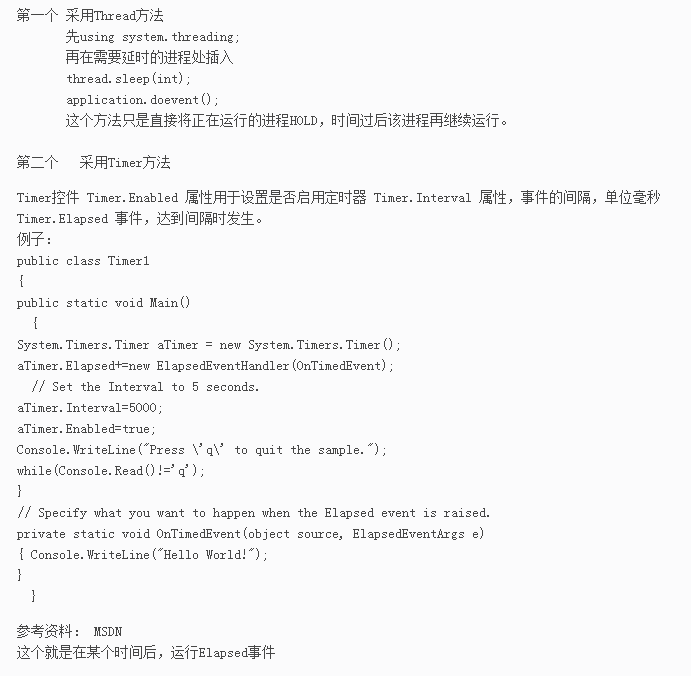 第一个 采用Thread方法
先using system.threading;
再在需要延时的进程处插入
thread.sleep(int);
application.doevent();
这个方法只是直接将正在运行的进程HOLD，时间过后该进程再继续运行。
第二个 采用Timer方法
Timer控件 Timer.Enabled 属性用于设置是否启用定时器 Timer.Interval 属性，事件的间隔，单位毫秒
Timer.Elapsed 事件，达到间隔时发生。
例子：
public class Timer1
{
public static void Main()
{
System.Timers.Timer aTimer = new System.Timers.Timer();
aTimer.Elapsed+=new ElapsedEventHandler(OnTimedEvent);
// Set the Interval to 5 seconds.
aTimer.Interval=5000;
aTimer.Enabled=true;
Console.WriteLine("Press \'q\' to quit the sample.");
while(Console.Read()!='q');
}
// Specify what you want to happen when the Elapsed event is raised.
private static void OnTimedEvent(object source, ElapsedEventArgs e)
{ Console.WriteLine("Hello World!");
}
}
参考资料： MSDN
这个就是在某个时间后，运行Elapsed事件